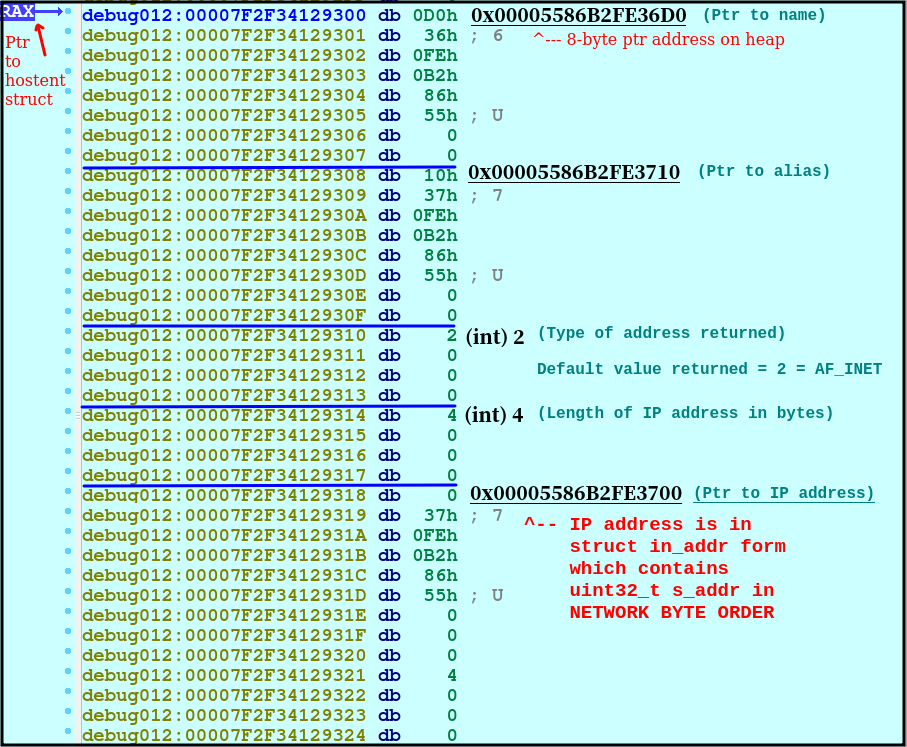 RAX debug012:00007F2F34129300 db 0D0h 0x00005586B2FE36D0 (Ptr to name)
debug012:00007F2F34129301 db 36h ; 6 ^--- 8-byte ptr address on heap
Ptr
to
hostent
struct
debug012:00007F2F34129302 db 0FEh
debug012:00007F2F34129303 db 0B2h
debug012:00007F2F34129304 db 86h
debug012:00007F2F34129305 db 55h ; U
debug012:00007F2F34129306 db 0
debug012:00007F2F34129307 db 0
debug012:00007F2F34129308 db 10h 0x00005586B2FE3710 (Ptr to alias)
debug012:00007F2F34129309 db 37h ; 7
debug012:00007F2F3412930A db 0FEh
debug012:00007F2F3412930B db 0B2h
debug012:00007F2F3412930C db 86h
debug012:00007F2F3412930D db 55h ; U
debug012:00007F2F3412930E db 0
debug012:00007F2F3412930F db 0
debug012:00007F2F34129310 db 2 (int) 2 (Type of address returned)
debug012:00007F2F34129311 db 0
debug012:00007F2F34129312 db 0 Default value returned = 2 = AF_INET
debug012:00007F2F34129313 db 0
debug012:00007F2F34129314 db 4 (int) 4 (Length of IP address in bytes)
debug012:00007F2F34129315 db 0
debug012:00007F2F34129316 db 0
debug012:00007F2F34129317 db 0
debug012:00007F2F34129318 db 0 0x00005586B2FE3700 (Ptr to IP address)
debug012:00007F2F34129319 db 37h ; 7 ^-- IP address is in
debug012:00007F2F3412931A db 0FEh struct in_addr form
debug012:00007F2F3412931B db 0B2h which contains
debug012:00007F2F3412931C db 86h uint32_t s_addr in
debug012:00007F2F3412931D db 55h ; U NETWORK BYTE ORDER
debug012:00007F2F3412931E db 0
debug012:00007F2F3412931F db 0
debug012:00007F2F34129320 db 0
debug012:00007F2F34129321 db 4
debug012:00007F2F34129322 db 0
debug012:00007F2F34129323 db 0
debug012:00007F2F34129324 db 0